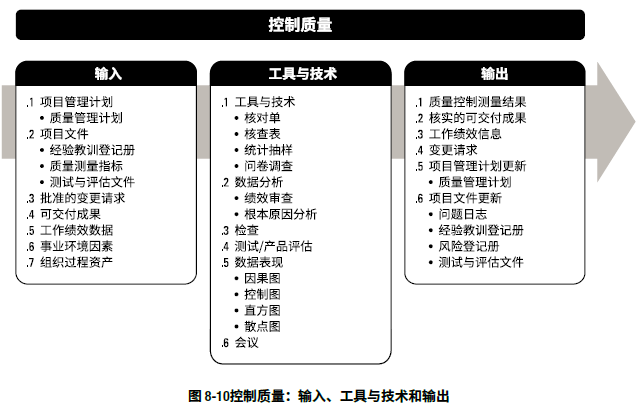 控制质量
输入
.1 项目管理计划
• 质量管理计划
.2 项目文件
• 经验教训登记册
• 质量测量指标
• 测试与评估文件
.3 批准的变更请求
.4 可交付成果
.5 工作绩效数据
.6 事业环境因素
.7 组织过程资产
工具与技术
.1 工具与技术
• 核对单
• 核查表
• 统计抽样
• 问卷调查
.2 数据分析
• 绩效审查
• 根本原因分析
.3 检查
.4 测试/产品评估
.5 数据表现
• 因果图
• 控制图
• 直方图
• 散点图
.6 会议
输出
.1 质量控制测量结果
.2 核实的可交付成果
.3 工作绩效信息
.4 变更请求
.5 项目管理计划更新
• 质量管理计划
.6 项目文件更新
• 问题日志
• 经验教训登记册
• 风险登记册
• 测试与评估文件
图 8-10控制质量：输入、工具与技术和输出